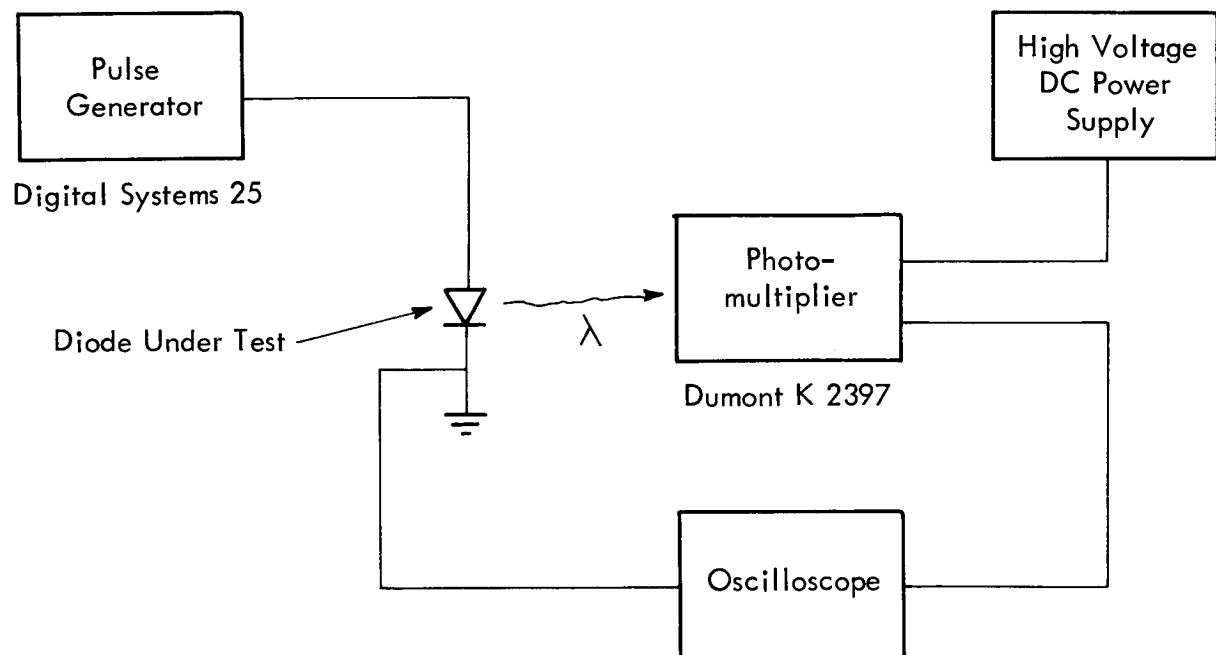 Pulse
Generator
Digital Systems 25
High Voltage
DC Power
Supply
Photo-
multiplier
Dumont K 2397
Diode Under Test
λ
Oscilloscope